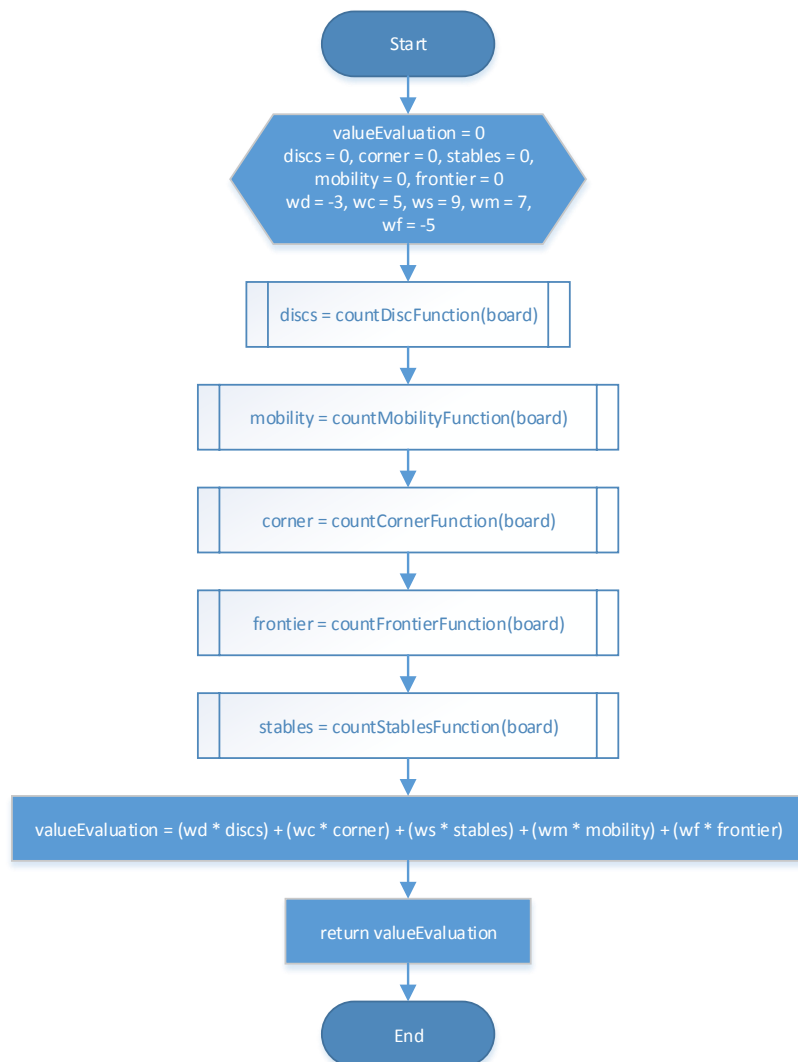 Start
valueEvaluation = 0
discs = 0, corner = 0, stables = 0,
mobility = 0, frontier = 0
wd = -3, wc = 5, ws = 9, wm = 7,
wf = -5
discs = countDiscFunction(board)
mobility = countMobilityFunction(board)
corner = countCornerFunction(board)
frontier = countFrontierFunction(board)
stables = countStablesFunction(board)
valueEvaluation = (wd * discs) + (wc * corner) + (ws * stables) + (wm * mobility) + (wf * frontier)
return valueEvaluation
End